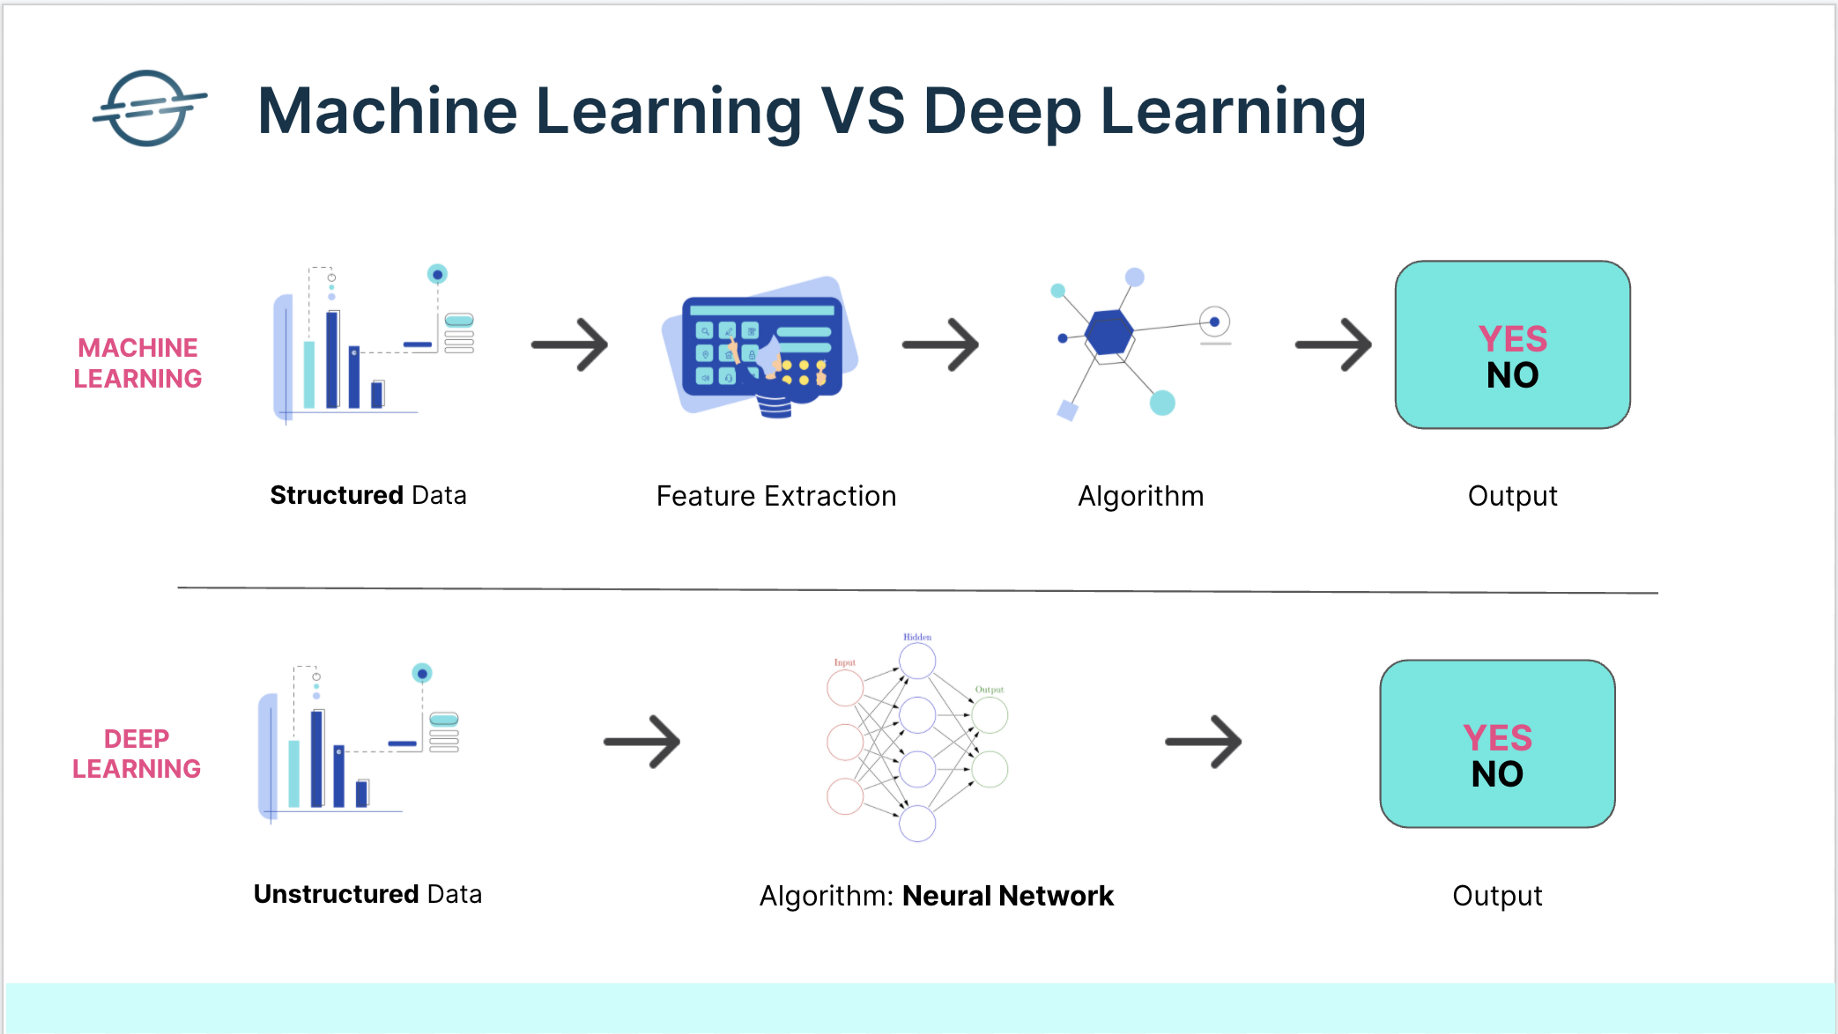 Machine Learning VS Deep Learning
MACHINE
LEARNING
YES
NO
Structured Data
Feature Extraction
Algorithm
Output
DEEP
LEARNING
Input
Hidden
Output
YES
NO
Unstructured Data
Algorithm: Neural Network
Output